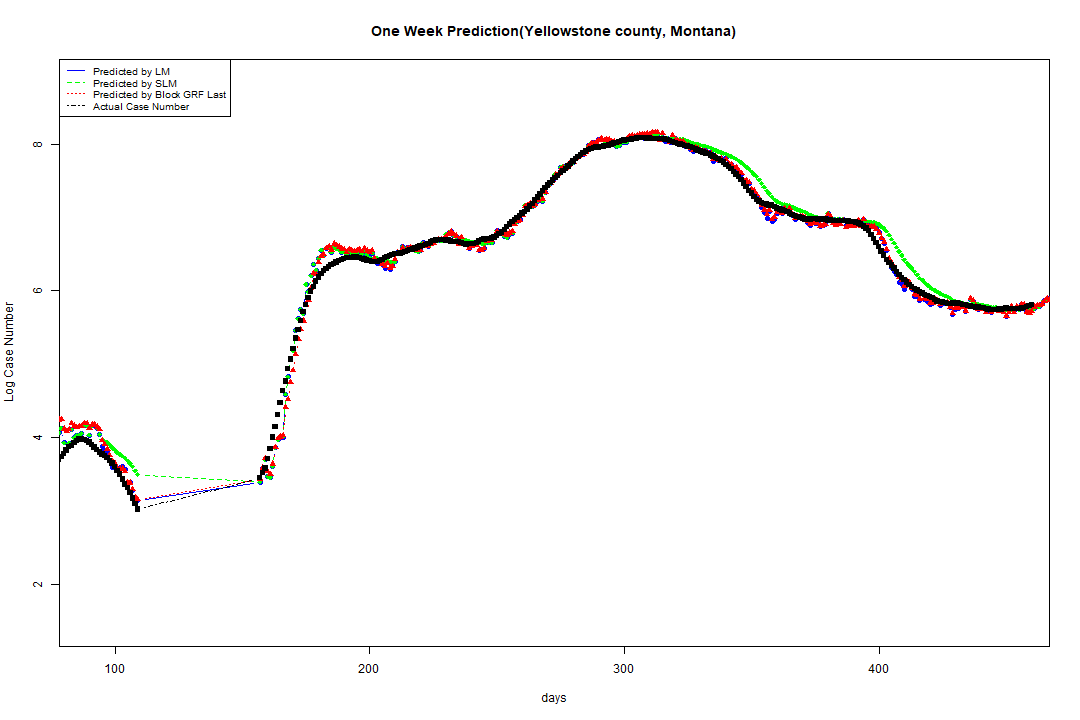 One Week Prediction(Yellowstone county, Montana)
Predicted by LM
Predicted by SLM
Predicted by Block GRF Last
Actual Case Number
8
6
4
2
Log Case Number
100 200 300 400
days